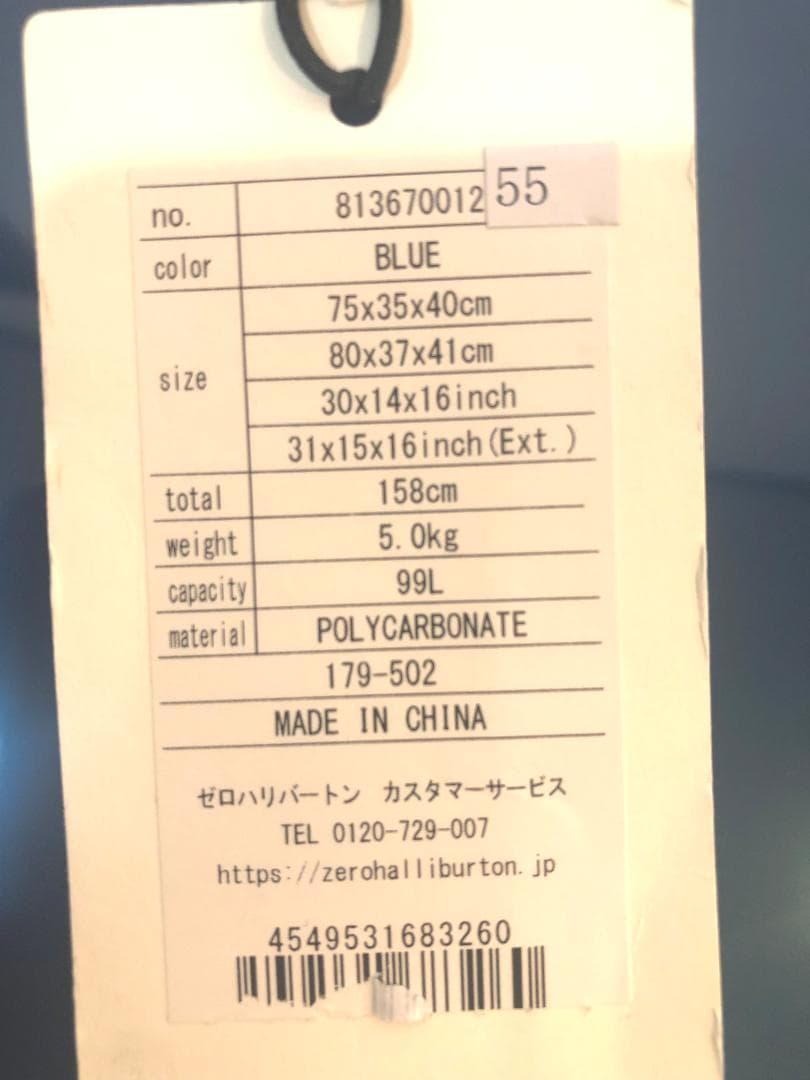 no. 813670012 55
color BLUE
75x35x40cm
80x37x41cm
size
30x14x16inch
31x15x16inch(Ext.)
total 158cm
weight 5.0kg
capacity 99L
material POLYCARBONATE
179-502
MADE IN CHINA
ゼロハリバートン カスタマーサービス
TEL 0120-729-007
https://zerohalliburton.jp
4549531683260